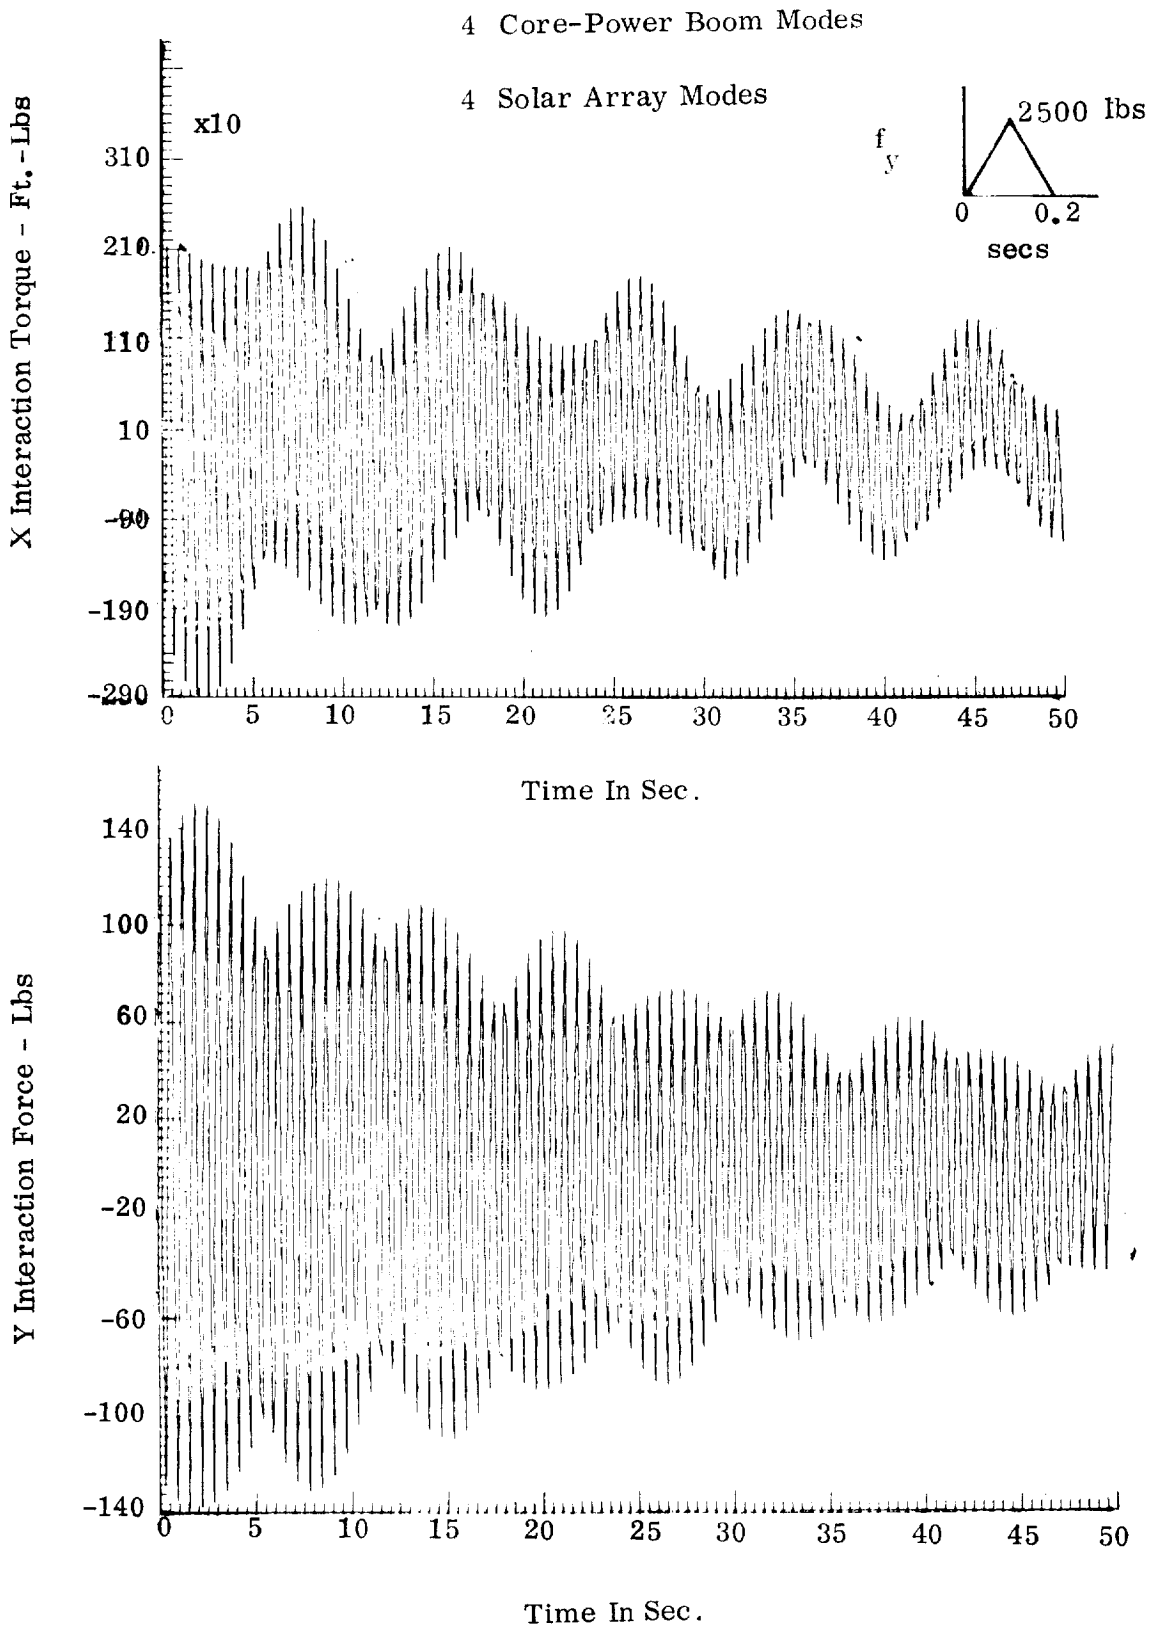 4 Core-Power Boom Modes
4 Solar Array Modes
x10
f y
2500 lbs
0 0.2
secs
X Interaction Torque - Ft.-Lbs
310
210
110
10
-90
-190
-290
0 5 10 15 20 25 30 35 40 45 50
Time In Sec.
Y Interaction Force - Lbs
140
100
60
20
-20
-60
-100
-140
0 5 10 15 20 25 30 35 40 45 50
Time In Sec.